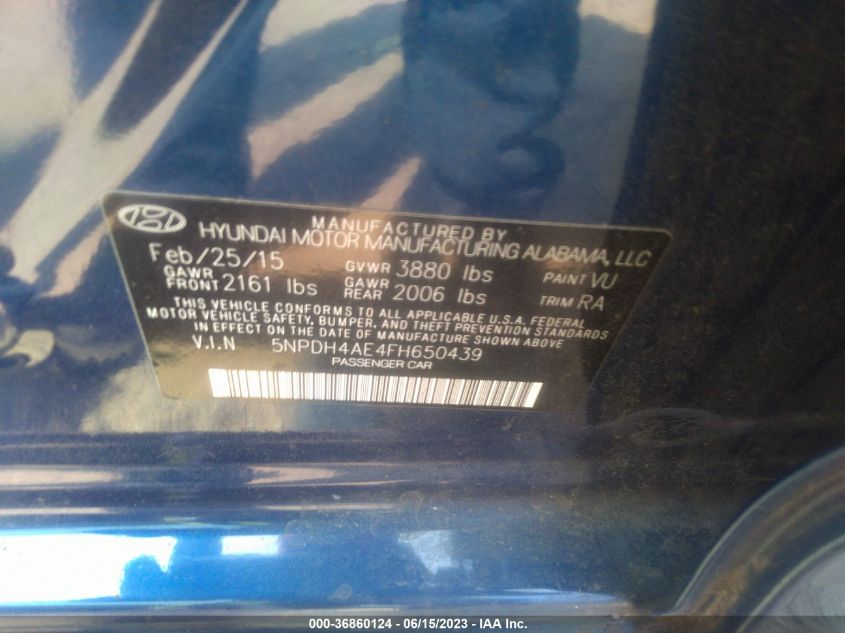 MANUFACTURED BY
HYUNDAI MOTOR MANUFACTURING ALABAMA, LLC
Feb/25/15 GVWR 3880 lbs PAINT VU
GAWR FRONT 2161 lbs GAWR REAR 2006 lbs TRIM RA
THIS VEHICLE CONFORMS TO ALL APPLICABLE U.S.A. FEDERAL
MOTOR VEHICLE SAFETY, BUMPER, AND THEFT PREVENTION STANDARDS
IN EFFECT ON THE DATE OF MANUFACTURE SHOWN ABOVE
V.I.N 5NPDH4AE4FH650439
PASSENGER CAR
000-36860124 - 06/15/2023 - IAA Inc.